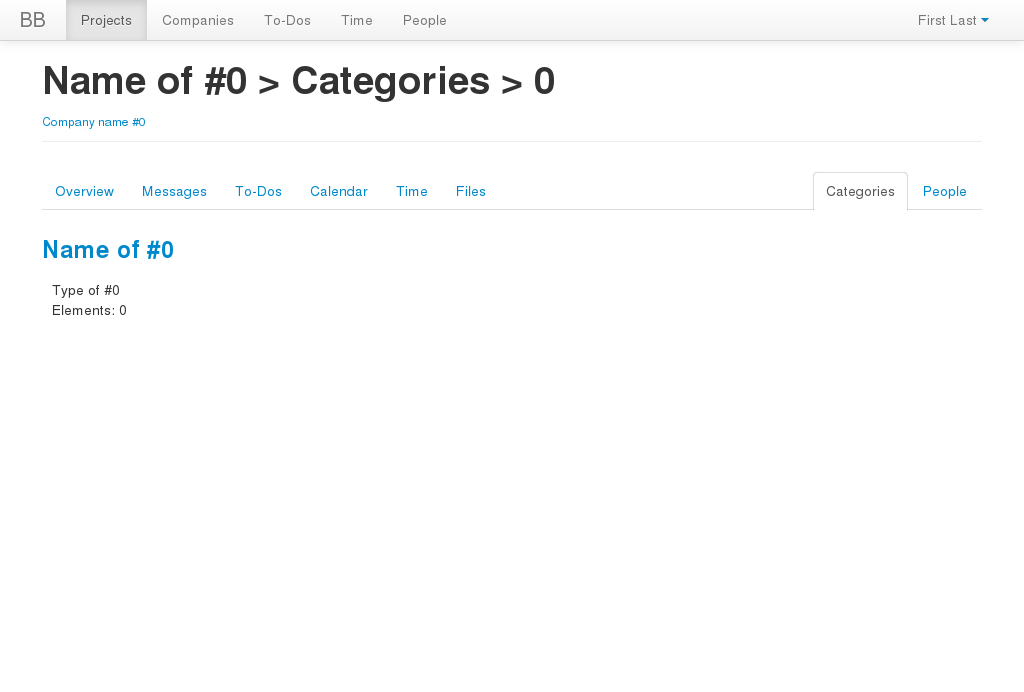 BB Projects Companies To-Dos Time People First Last
Name of #0 > Categories > 0
Company name #0
Overview Messages To-Dos Calendar Time Files Categories People
Name of #0
Type of #0
Elements: 0